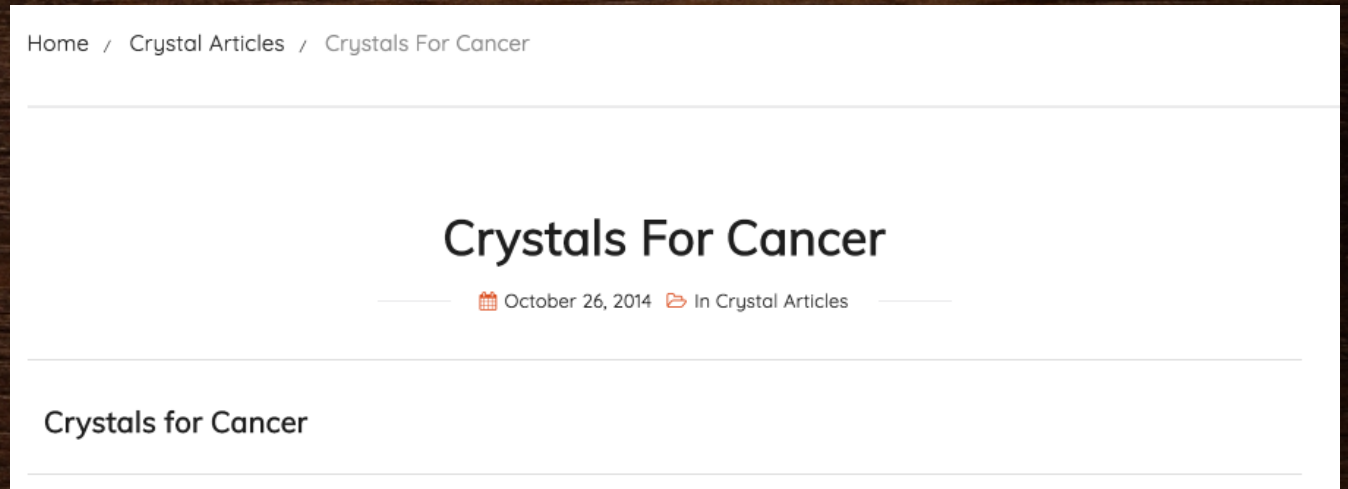 Home / Crystal Articles / Crystals For Cancer
Crystals For Cancer
October 26, 2014 In Crystal Articles
Crystals for Cancer